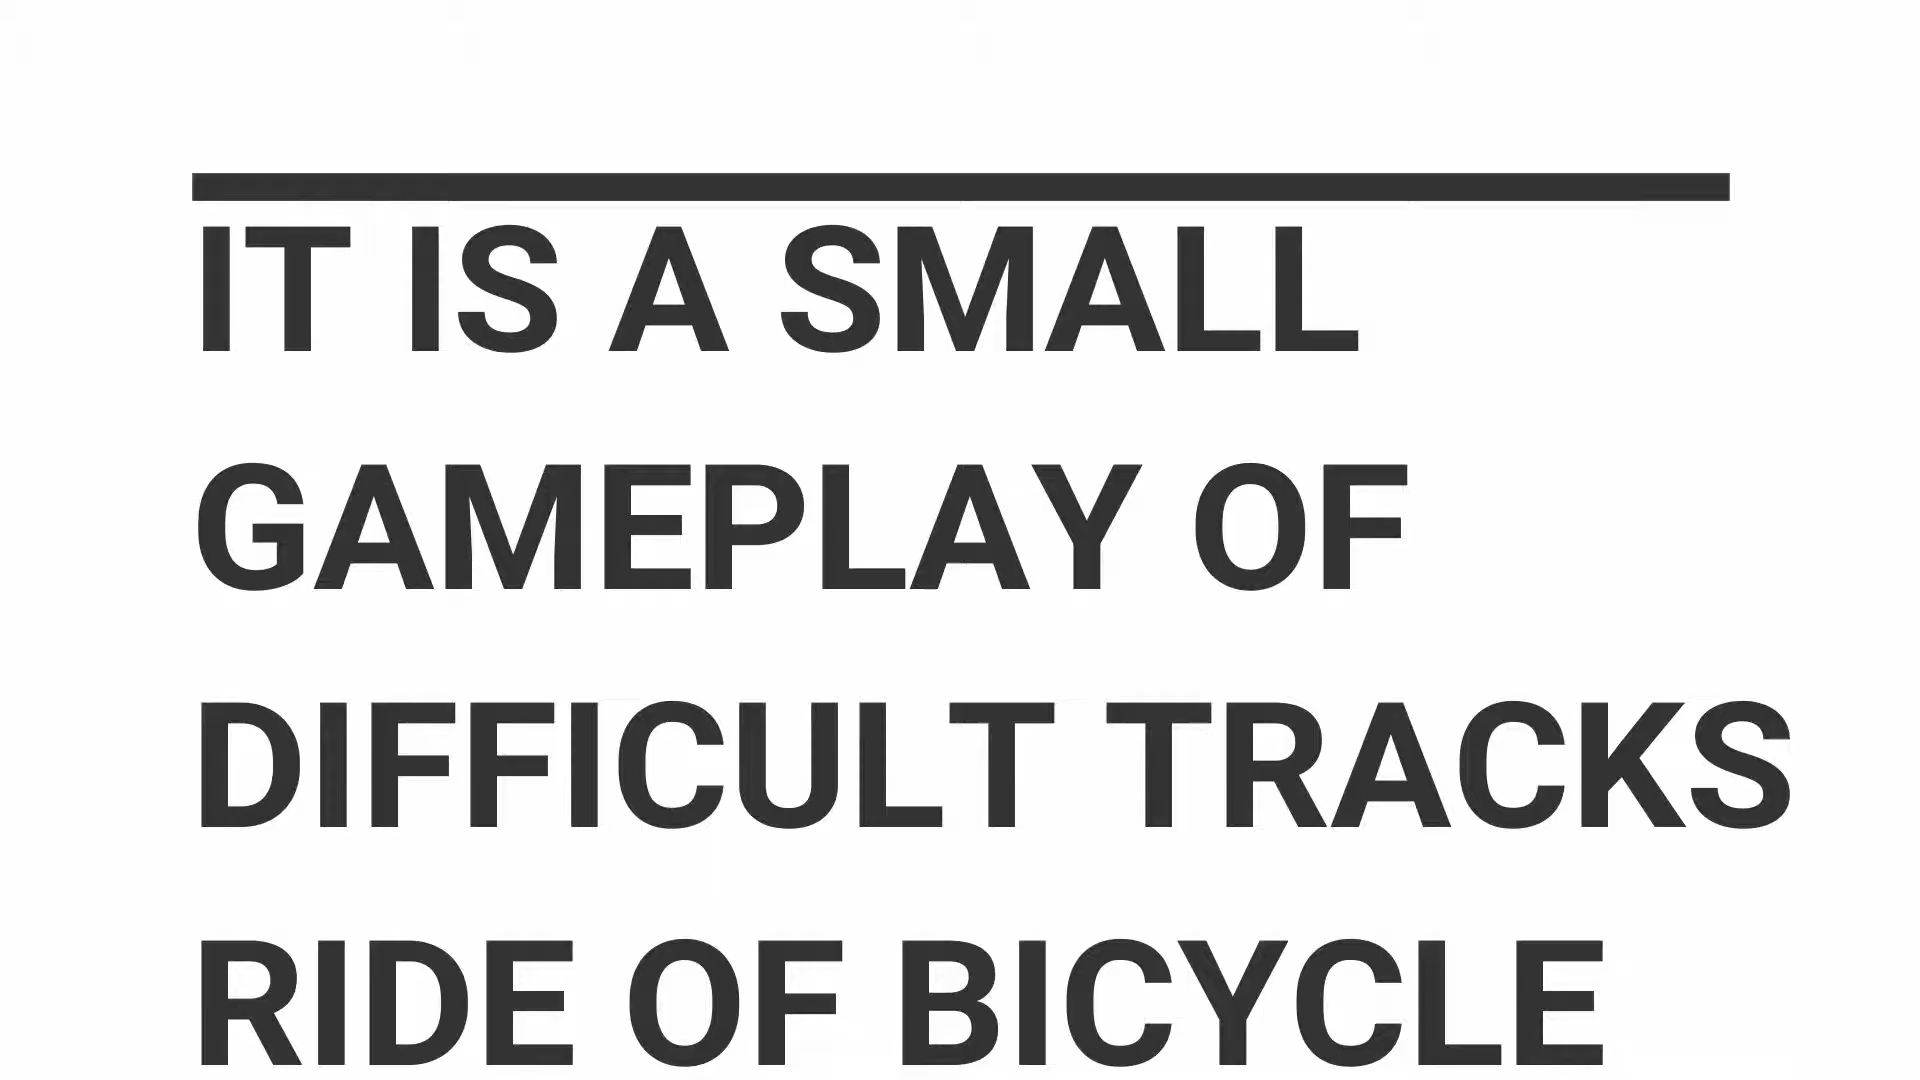 IT IS A SMALL
GAMEPLAY OF
DIFFICULT TRACKS
RIDE OF BICYCLE